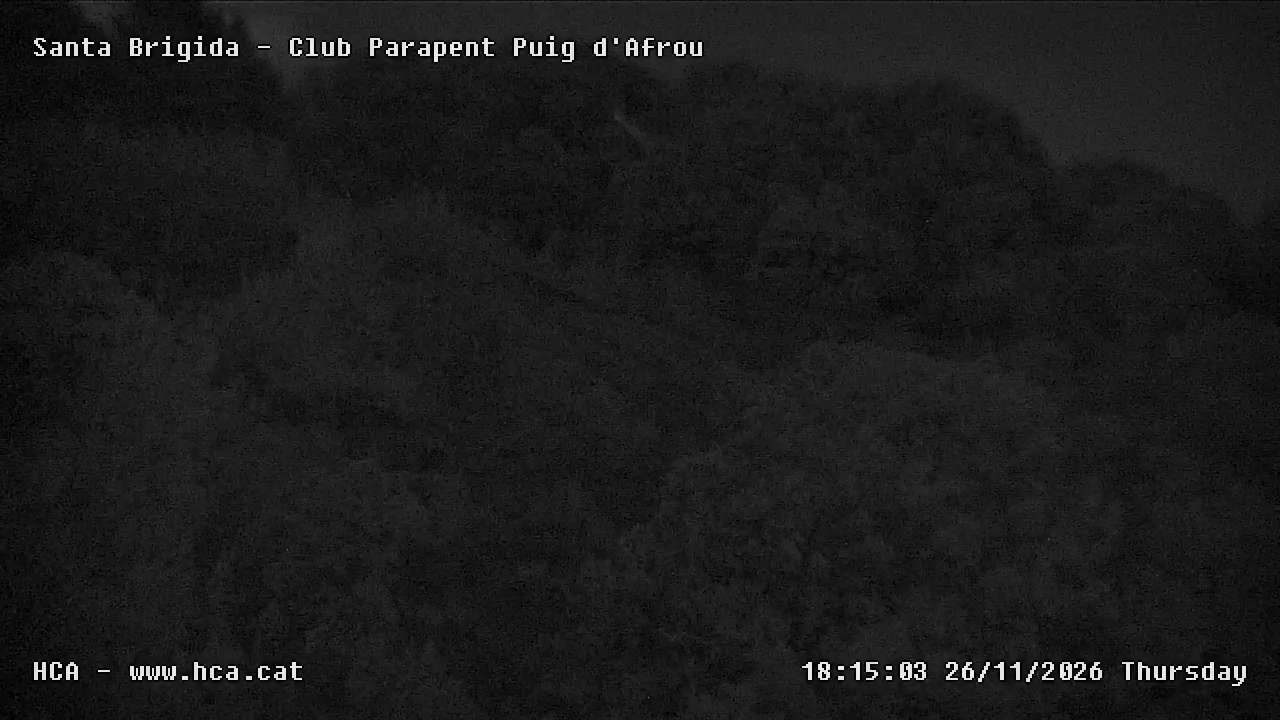 Santa Brigida - Club Parapent Puig d'Afrou
HCA - www.hca.cat
18:15:03 26/11/2026 Thursday